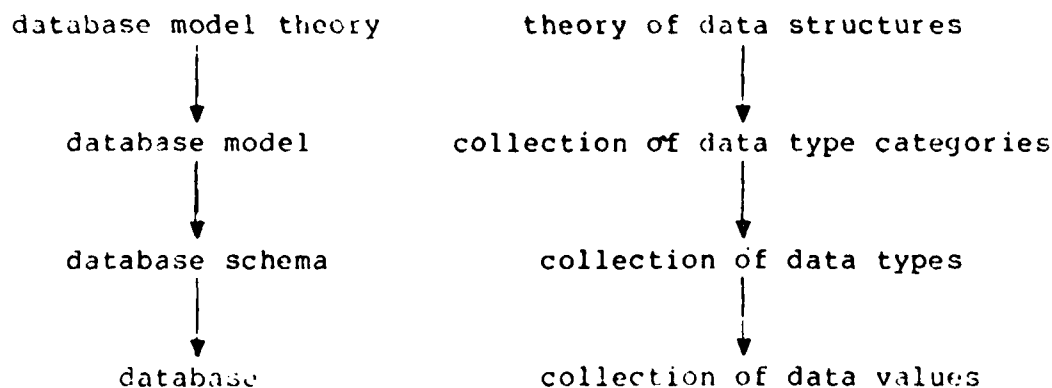 database model theory theory of data structures
database model collection of data type categories
database schema collection of data types
database collection of data values